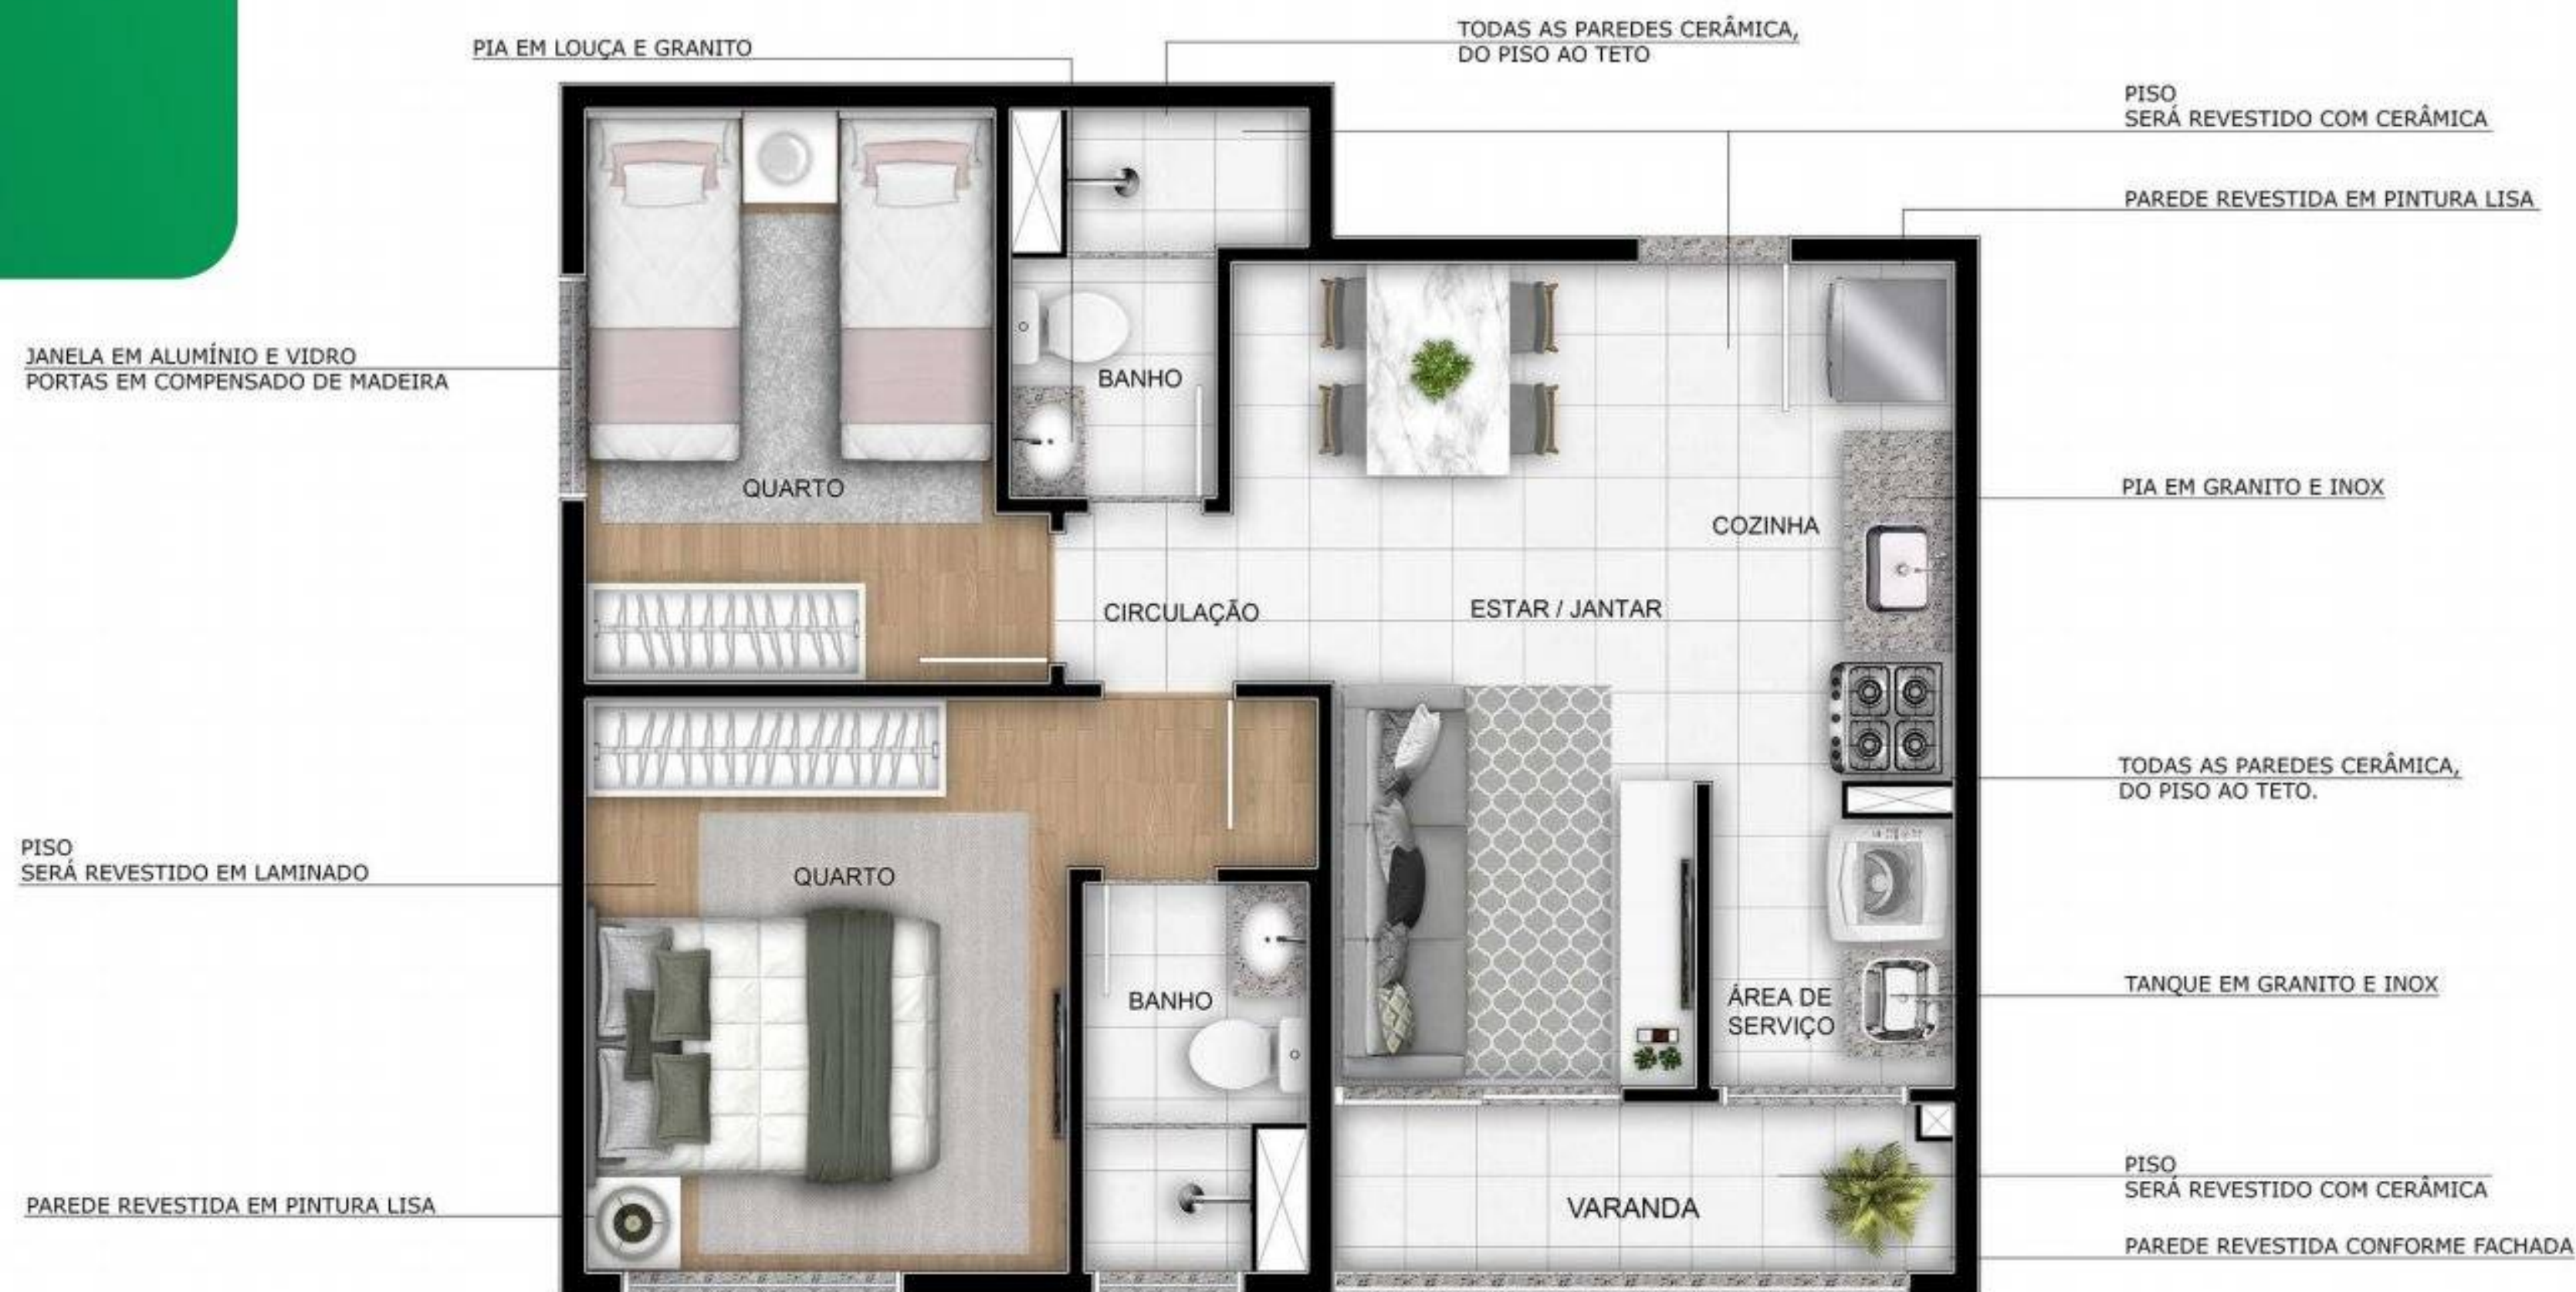 PIA EM LOUÇA E GRANITO
TODAS AS PAREDES CERÂMICA,
DO PISO AO TETO
PISO
SERÁ REVESTIDO COM CERÂMICA
PAREDE REVESTIDA EM PINTURA LISA
JANELA EM ALUMÍNIO E VIDRO
PORTAS EM COMPENSADO DE MADEIRA
BANHO
QUARTO
PIA EM GRANITO E INOX
COZINHA
CIRCULAÇÃO
ESTAR / JANTAR
TODAS AS PAREDES CERÂMICA,
DO PISO AO TETO.
PISO
SERÁ REVESTIDO EM LAMINADO
QUARTO
BANHO
ÁREA DE
SERVIÇO
TANQUE EM GRANITO E INOX
PISO
SERÁ REVESTIDO COM CERÂMICA
PAREDE REVESTIDA EM PINTURA LISA
VARANDA
PAREDE REVESTIDA CONFORME FACHADA